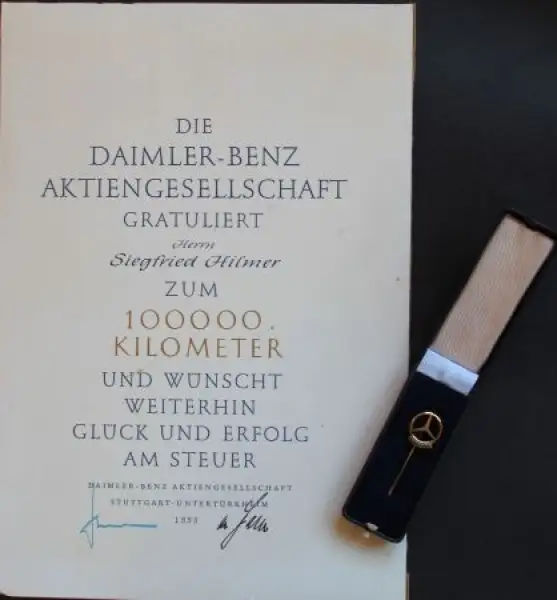 DIE
DAIMLER-BENZ
AKTIENGESELLSCHAFT
GRATULIERT
Herrn
Siegfried Hilmer
ZUM
100000.
KILOMETER
UND WÜNSCHT
WEITERHIN
GLÜCK UND ERFOLG
AM STEUER
DAIMLER-BENZ AKTIENGESELLSCHAFT
STUTTGART-UNTERTÜRKHEIM